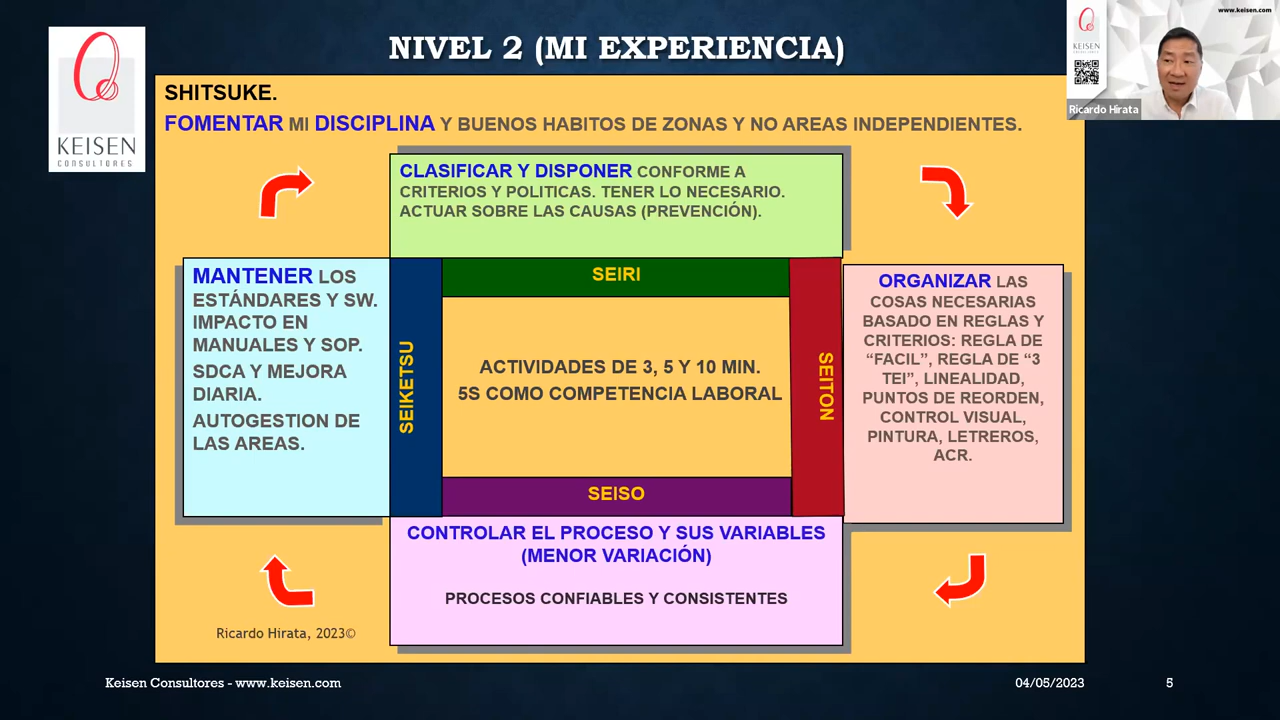 NIVEL 2 (MI EXPERIENCIA)
KEISEN
CONSULTORES
www.keisen.com
KEISEN
Ricardo Hirata
SHITSUKE.
FOMENTAR MI DISCIPLINA Y BUENOS HABITOS DE ZONAS Y NO AREAS INDEPENDIENTES.
CLASIFICAR Y DISPONER CONFORME A
CRITERIOS Y POLITICAS. TENER LO NECESARIO.
ACTUAR SOBRE LAS CAUSAS (PREVENCIÓN).
MANTENER LOS
ESTÁNDARES Y SW.
IMPACTO EN
MANUALES Y SOP.
SDCA Y MEJORA
DIARIA.
AUTOGESTION DE
LAS AREAS.
SEIKETSU
SEIRI
ACTIVIDADES DE 3, 5 Y 10 MIN.
5S COMO COMPETENCIA LABORAL
SEISO
SEITON
ORGANIZAR LAS
COSAS NECESARIAS
BASADO EN REGLAS Y
CRITERIOS: REGLA DE
“FACIL”, REGLA DE “3
TEI”, LINEALIDAD,
PUNTOS DE REORDEN,
CONTROL VISUAL,
PINTURA, LETREROS,
ACR.
CONTROLAR EL PROCESO Y SUS VARIABLES
(MENOR VARIACIÓN)
PROCESOS CONFIABLES Y CONSISTENTES
Ricardo Hirata, 2023©
Keisen Consultores - www.keisen.com
04/05/2023
5